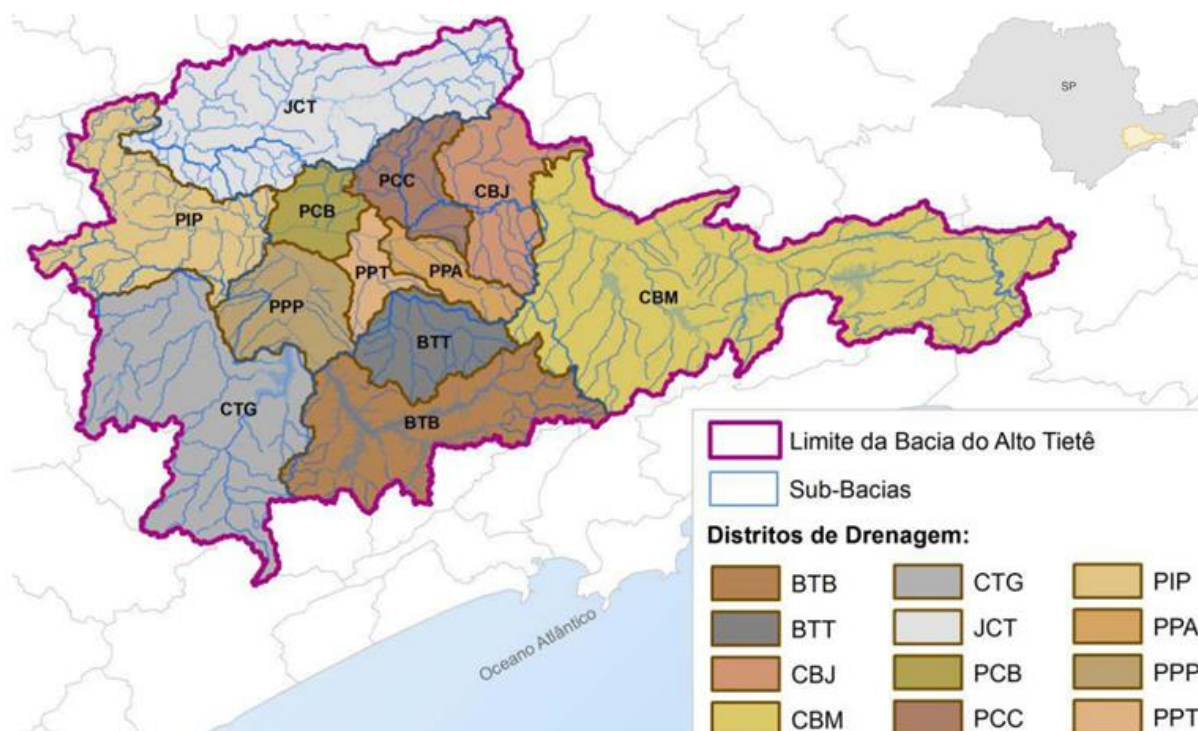 SP
JCT
PCC
CBJ
PIP
PCB
PPT
PPA
CBM
PPP
BTT
CTG
BTB
Limite da Bacia do Alto Tietê
Sub-Bacias
Distritos de Drenagem:
BTB CTG PIP
BTT JCT PPA
CBJ PCB PPP
CBM PCC PPT
Oceano Atlântico